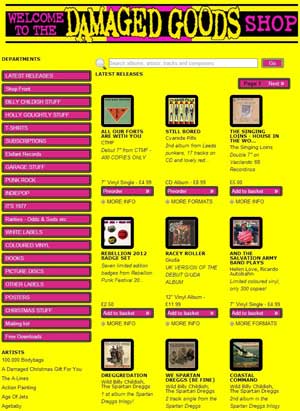 WELCOME TO THE DAMAGED GOODS SHOP
DEPARTMENTS
Search albums, artists, tracks and composers
Go
LATEST RELEASES
LATEST RELEASES
Shop Front
BILLY CHILDISH STUFF
HOLLY GOLIGHTLY STUFF
T-SHIRTS
SUBSCRIPTIONS
Elefant Records
GARAGE STUFF
PUNK ROCK
INDIEPOP
IT'S 1977
Rarities - Odds & Sods etc
WHITE LABELS
COLOURED VINYL
BOOKS
PICTURE DISCS
OTHER LABELS
POSTERS
CHRISTMAS STUFF
Mailing list
Free Downloads
ARTISTS
100,000 Bodybags
A Damaged Christmas Gift For You
The A-Lines
Action Painting
Age Of Jets
Agebaby
Page 1
Next
ALL OUR FORTS
ARE WITH YOU
CTMF
Debut 7" from CTMF -
400 COPIES ONLY
7" Vinyl Single - £4.99
Preorder
MORE INFO
STILL BORED
Cyanide Pills
2nd album from Leeds
punkers, 17 tracks on
CD and lovely red
CD Album - £8.99
Preorder
MORE FORMATS
THE SINGING
LOINS - HOUSE IN
THE WO...
The Singing Loins
Double 7" on
Vacilando '68
Recordings
£5.00
Add to basket
MORE INFO
REBELLION 2012
BADGE SET
Seven limited edition
badges from Rebellion
Punk Festival 20...
£2.50
Add to basket
MORE INFO
RACEY ROLLER
Giuda
UK VERSION OF THE
DEBUT GIUDA
ALBUM
12" Vinyl Album -
£11.99
Add to basket
MORE INFO
AND THE
SALVATION ARMY
BAND PLAYS
Hellen Love, Ricardo
Autobahn
Limited coloured vinyl,
only 300 copies!
7" Vinyl Single - £4.99
Add to basket
MORE FORMATS
DREGGREDATION
Wild Billy Childish,
The Spartan Dreggs
1 st album the Spartan
Dreggs trilogy!
WE SPARTAN
DREGGS (BE FINE)
Wild Billy Childish,
The Spartan Dreggs
2 track single from the
Spartan Dreggs
COASTAL
COMMAND
Wild Billy Childish,
The Spartan Dreggs
3rd album in the
Spartan Dreggs trilogy